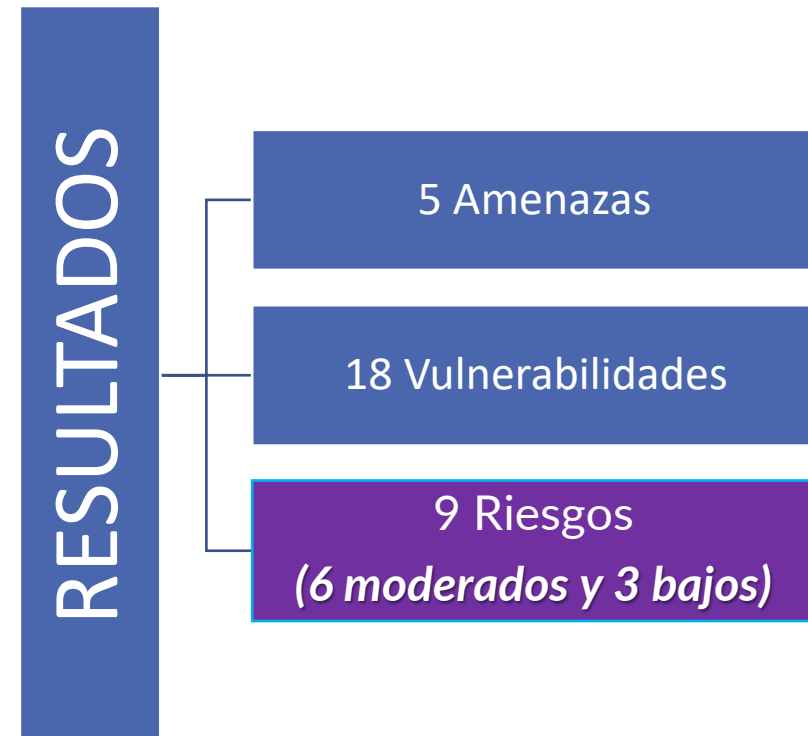 RESULTADOS
5 Amenazas
18 Vulnerabilidades
9 Riesgos
(6 moderados y 3 bajos)